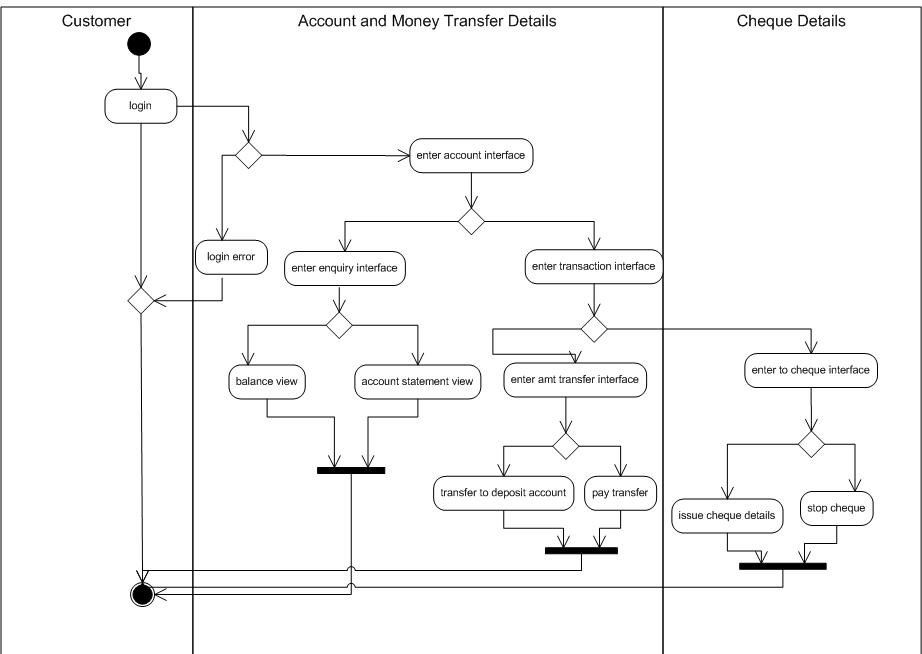 Customer
Account and Money Transfer Details
Cheque Details
login
enter account interface
login error
enter enquiry interface
enter transaction interface
balance view
account statement view
enter amt transfer interface
enter to cheque interface
transfer to deposit account
pay transfer
issue cheque details
stop cheque